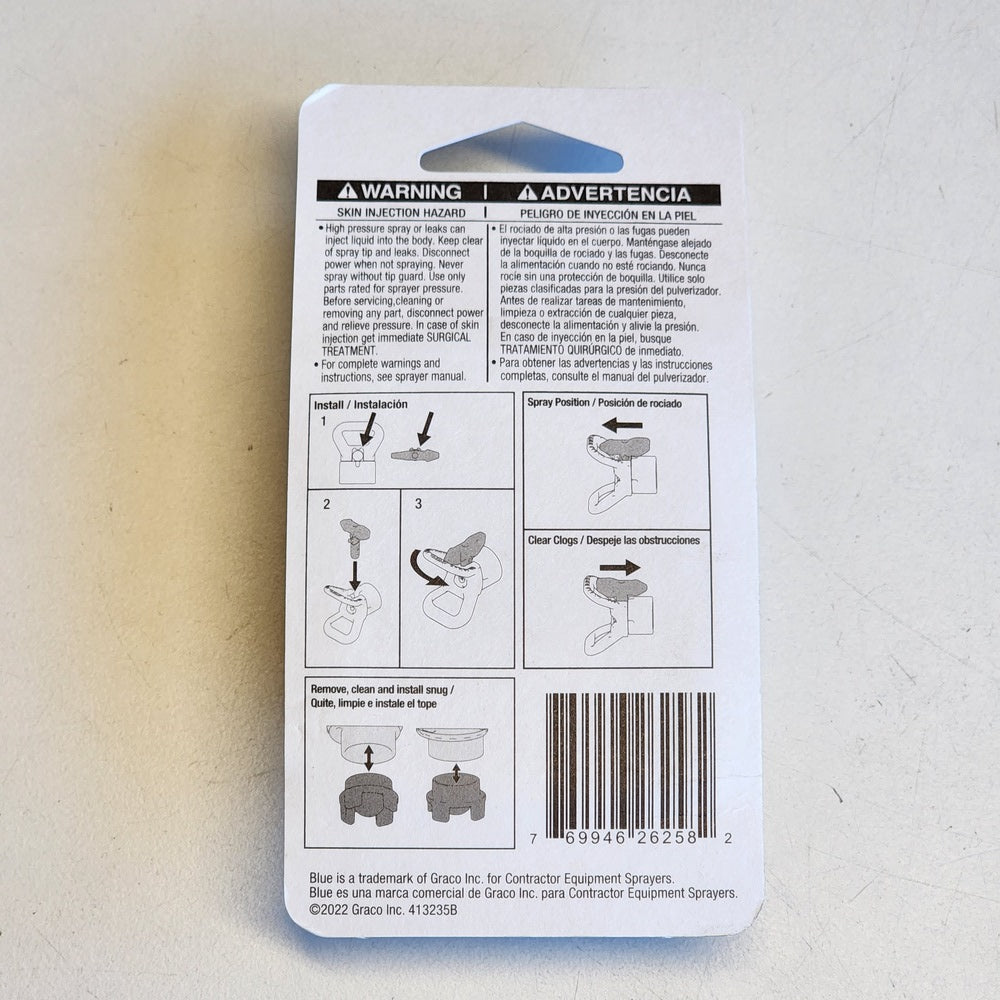 WARNING | ADVERTENCIA
SKIN INJECTION HAZARD
• High pressure spray or leaks can
inject liquid into the body. Keep clear
of spray tip and leaks. Disconnect
power when not spraying. Never
spray without tip guard. Use only
parts rated for sprayer pressure.
Before servicing,cleaning or
removing any part, disconnect power
and relieve pressure. In case of skin
injection get immediate SURGICAL
TREATMENT.
• For complete warnings and
instructions, see sprayer manual.
PELIGRO DE INYECCIÓN EN LA PIEL
• El rociado de alta presión o las fugas pueden
inyectar líquido en el cuerpo. Manténgase alejado
de la boquilla de rociado y las fugas. Desconecte
la alimentación cuando no esté rociando. Nunca
rocíe sin una protección de boquilla. Utilice solo
piezas clasificadas para la presión del pulverizador.
Antes de realizar tareas de mantenimiento,
limpieza o extracción de cualquier pieza,
desconecte la alimentación y alivie la presión.
En caso de inyección en la piel, busque
TRATAMIENTO QUIRÚRGICO de inmediato.
• Para obtener las advertencias y las instrucciones
completas, consulte el manual del pulverizador.
Install / Instalación
1
2
3
Spray Position / Posición de rociado
Clear Clogs / Despeje las obstrucciones
Remove, clean and install snug /
Quite, limpie e instale el tope
7 69946 26258 2
Blue is a trademark of Graco Inc. for Contractor Equipment Sprayers.
Blue es una marca comercial de Graco Inc. para Contractor Equipment Sprayers.
©2022 Graco Inc. 413235B